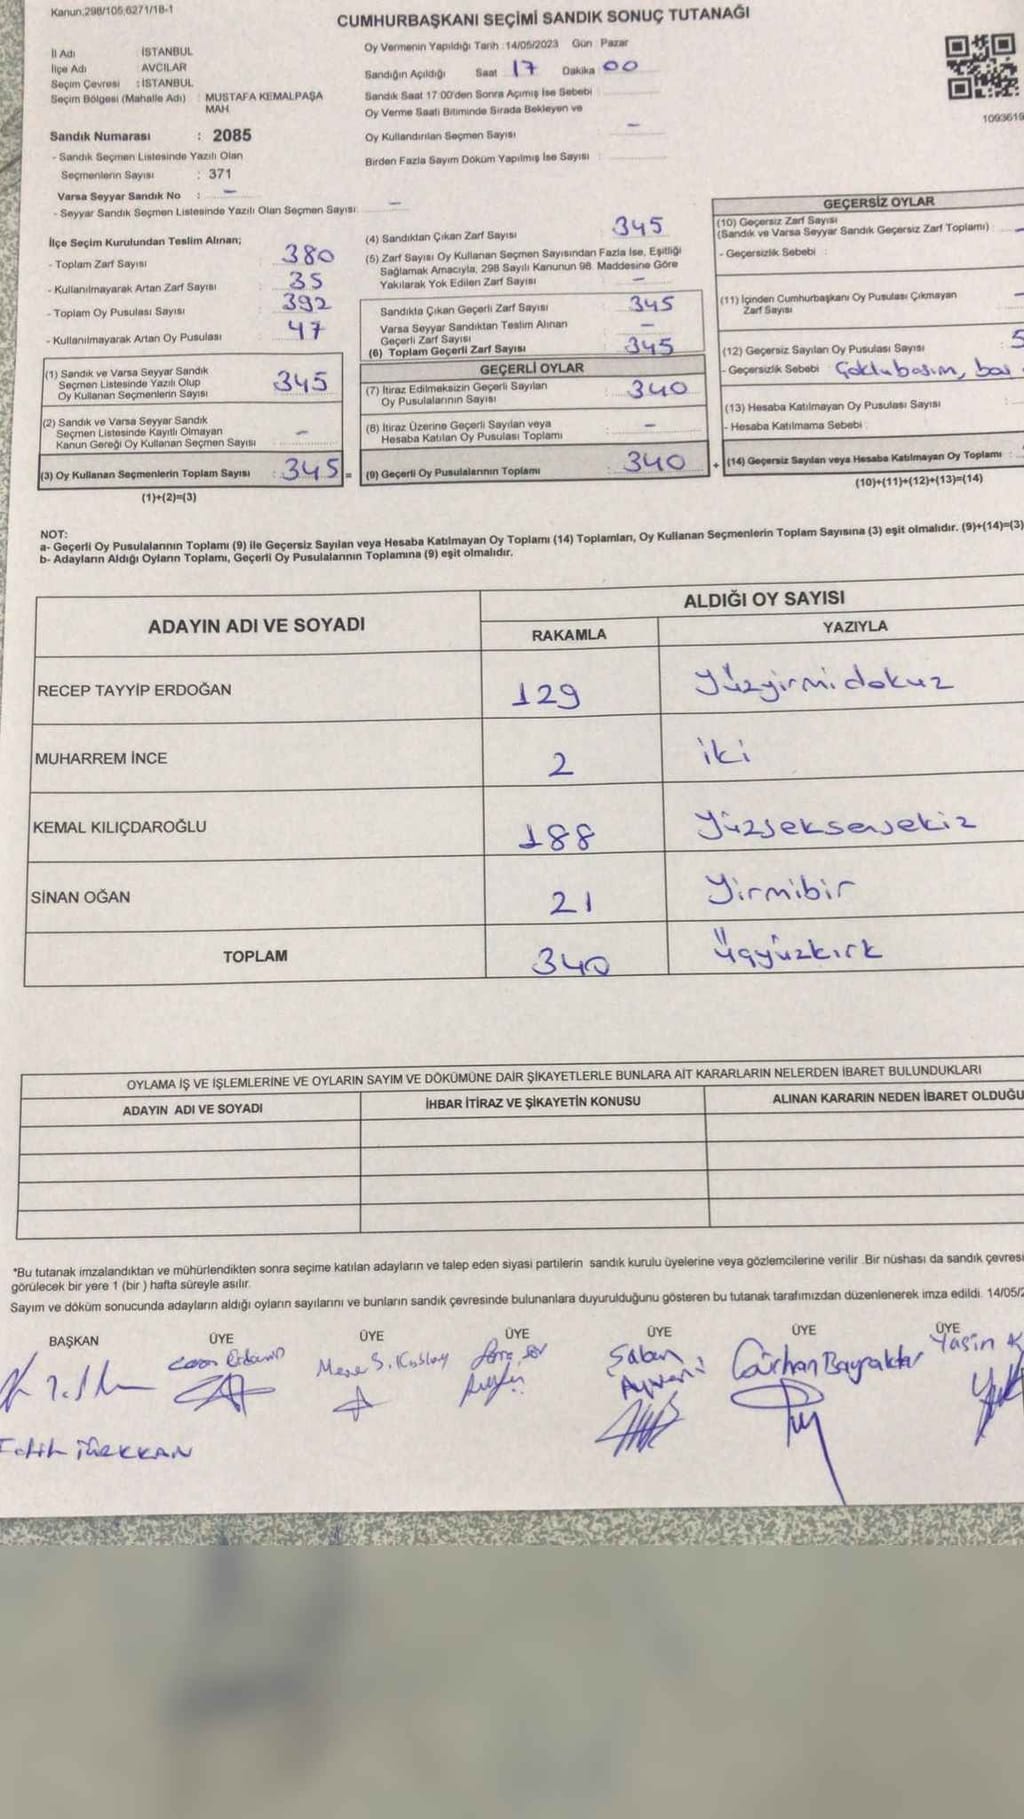 Kanun:298/105,6271/18-1
CUMHURBAŞKANI SEÇİMİ SANDIK SONUÇ TUTANAĞI
İl Adı İSTANBUL
İlçe Adı AVCILAR
Seçim Çevresi : İSTANBUL
Seçim Bölgesi (Mahalle Adı) : MUSTAFA KEMALPAŞA
MAH
Sandık Numarası : 2085
- Sandık Seçmen Listesinde Yazılı Olan
Seçmenlerin Sayısı : 371
Varsa Seyyar Sandık No : -
- Seyyar Sandık Seçmen Listesinde Yazılı Olan Seçmen Sayısı -
Oy Vermenin Yapıldığı Tarih : 14/05/2023 Gün : Pazar
Sandığın Açıldığı Saat 17 Dakika 00
Sandık Saat 17:00'den Sonra Açımış İse Sebebi
Oy Verme Saati Bitiminde Sırada Bekleyen ve
Oy Kullandırılan Seçmen Sayısı -
Birden Fazla Sayım Döküm Yapılmış İse Sayısı :
1093619
İlçe Seçim Kurulundan Teslim Alınan;
- Toplam Zarf Sayısı 380
- Kullanılmayarak Artan Zarf Sayısı 35
- Toplam Oy Pusulası Sayısı 392
- Kullanılmayarak Artan Oy Pusulası 47
(1) Sandık ve Varsa Seyyar Sandık
Seçmen Listesinde Yazılı Olup
Oy Kullanan Seçmenlerin Sayısı 345
(2) Sandık ve Varsa Seyyar Sandık
Seçmen Listesinde Kayıtlı Olmayan
Kanun Gereği Oy Kullanan Seçmen Sayısı -
(3) Oy Kullanan Seçmenlerin Toplam Sayısı : 345 =
(1)+(2)=(3)
(4) Sandıktan Çıkan Zarf Sayısı 345
(5) Zarf Sayısı Oy Kullanan Seçmen Sayısından Fazla İse, Eşitliği
Sağlamak Amacıyla, 298 Sayılı Kanunun 98. Maddesine Göre
Yakılarak Yok Edilen Zarf Sayısı -
Sandıkta Çıkan Geçerli Zarf Sayısı 345
Varsa Seyyar Sandıktan Teslim Alınan
Geçerli Zarf Sayısı -
(6) Toplam Geçerli Zarf Sayısı 345
GEÇERLİ OYLAR
(7) İtiraz Edilmeksizin Geçerli Sayılan
Oy Pusulalarının Sayısı 340
(8) İtiraz Üzerine Geçerli Sayılan veya
Hesaba Katılan Oy Pusulası Toplamı -
(9) Geçerli Oy Pusulalarının Toplamı 340 +
GEÇERSİZ OYLAR
(10) Geçersiz Zarf Sayısı
(Sandık ve Varsa Seyyar Sandık Geçersiz Zarf Toplamı) : -
- Geçersizlik Sebebi :
(11) İçinden Cumhurbaşkanı Oy Pusulası Çıkmayan
Zarf Sayısı -
(12) Geçersiz Sayılan Oy Pusulası Sayısı : 5
- Geçersizlik Sebebi : Çoklu basım,
(13) Hesaba Katılmayan Oy Pusulası Sayısı :
- Hesaba Katılmama Sebebi :
(14) Geçersiz Sayılan veya Hesaba Katılmayan Oy Toplamı :
(10)+(11)+(12)+(13)=(14)
NOT:
a- Geçerli Oy Pusulalarının Toplamı (9) ile Geçersiz Sayılan veya Hesaba Katılmayan Oy Toplamı (14) Toplamları, Oy Kullanan Seçmenlerin Toplam Sayısına (3) eşit olmalıdır. (9)+(14)=(3)
b- Adayların Aldığı Oyların Toplamı, Geçerli Oy Pusulalarının Toplamına (9) eşit olmalıdır.
ADAYIN ADI VE SOYADI ALDIĞI OY SAYISI
RAKAMLA YAZIYLA
RECEP TAYYİP ERDOĞAN 129 Yüzyirmi dokuz
MUHARREM İNCE 2 iki
KEMAL KILIÇDAROĞLU 188 Yüzseksensekiz
SİNAN OĞAN 21 Yirmibir
TOPLAM 340 Üçyüzkırk
OYLAMA İŞ VE İŞLEMLERİNE VE OYLARIN SAYIM VE DÖKÜMÜNE DAİR ŞİKAYETLERLE BUNLARA AİT KARARLARIN NELERDEN İBARET BULUNDUKLARI
ADAYIN ADI VE SOYADI İHBAR İTİRAZ VE ŞİKAYETİN KONUSU ALINAN KARARIN NEDEN İBARET OLDUĞU
*Bu tutanak imzalandıktan ve mühürlendikten sonra seçime katılan adayların ve talep eden siyasi partilerin sandık kurulu üyelerine veya gözlemcilerine verilir .Bir nüshası da sandık çevresi
görülecek bir yere 1 (bir ) hafta süreyle asılır.
Sayım ve döküm sonucunda adayların aldığı oyların sayılarını ve bunların sandık çevresinde bulunanlara duyurulduğunu gösteren bu tutanak tarafımızdan düzenlenerek imza edildi. 14/05/2
BAŞKAN ÜYE ÜYE ÜYE ÜYE ÜYE ÜYE
Şaban Gürhan Bayraktar Yasin K
TÜRKKAN